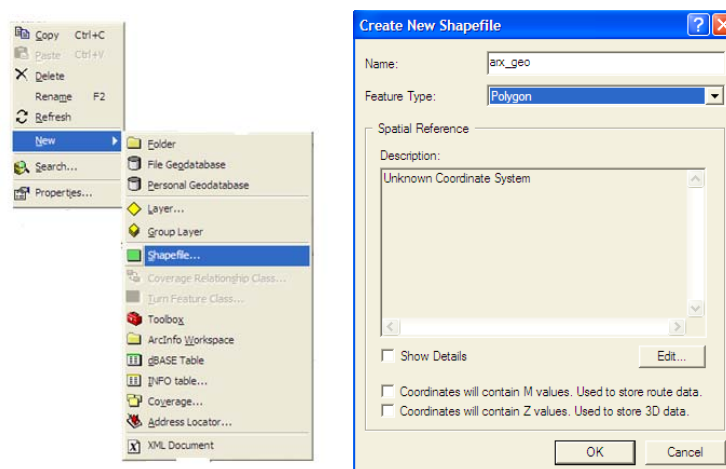 Copy Ctrl+C
Paste Ctrl+V
Delete
Rename F2
Refresh
New
Search...
Properties...
Folder
File Geodatabase
Personal Geodatabase
Layer...
Group Layer
Shapefile...
Coverage Relationship Class...
Turn Feature Class...
Toolbox
ArcInfo Workspace
dBASE Table
INFO table...
Coverage...
Address Locator...
XML Document
Create New Shapefile
Name: arx_geo
Feature Type: Polygon
Spatial Reference
Description:
Unknown Coordinate System
Show Details Edit...
Coordinates will contain M values. Used to store route data.
Coordinates will contain Z values. Used to store 3D data.
OK Cancel